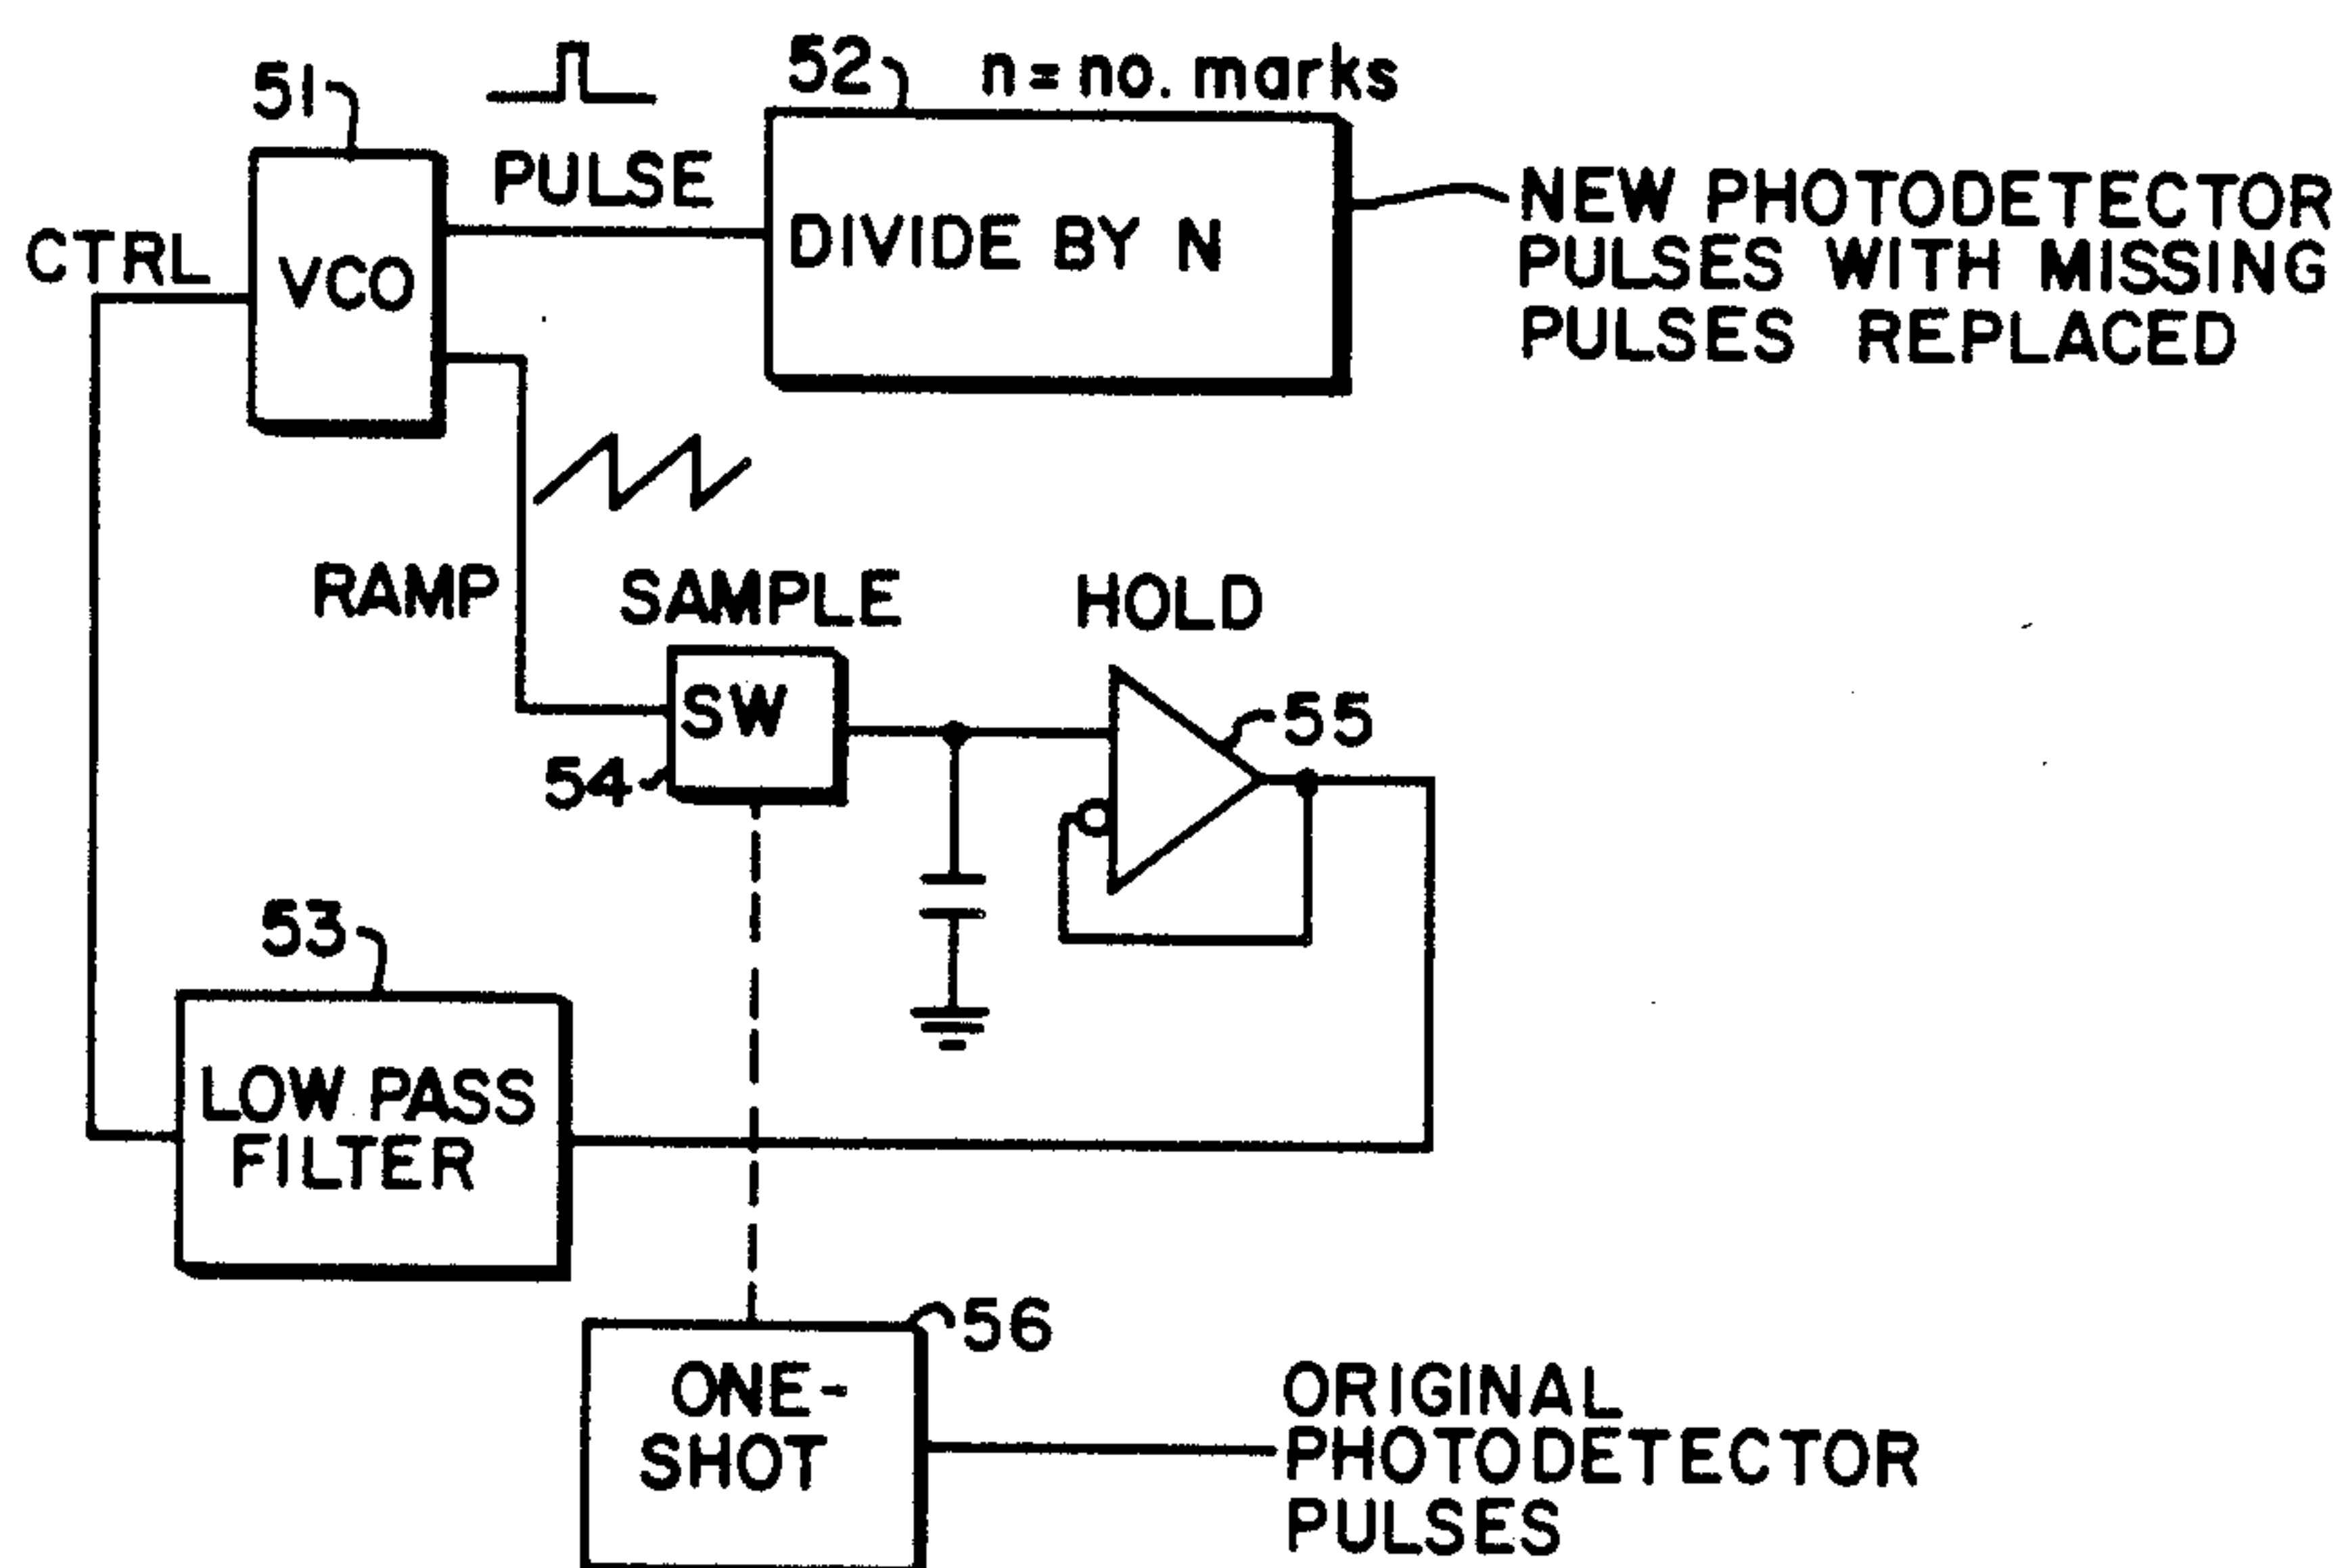 51
PULSE
52
n=no. marks
CTRL
VCO
DIVIDE BY N
NEW PHOTODETECTOR
PULSES WITH MISSING
PULSES REPLACED
RAMP
SAMPLE
HOLD
SW
54
55
53
LOW PASS
FILTER
56
ONE-
SHOT
ORIGINAL
PHOTODETECTOR
PULSES